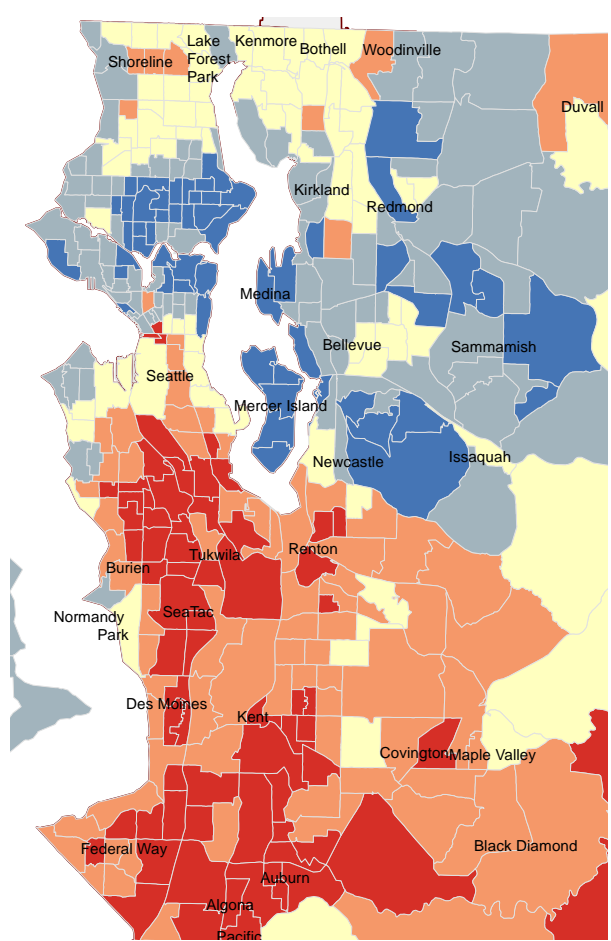 Lake
Forest
Park
Kenmore
Bothell
Woodinville
Shoreline
Duvall
Kirkland
Redmond
Medina
Bellevue
Sammamish
Seattle
Mercer Island
Newcastle
Issaquah
Renton
Tukwila
Burien
SeaTac
Normandy
Park
Des Moines
Kent
Covington
Maple Valley
Federal Way
Black Diamond
Auburn
Algona
Pacific